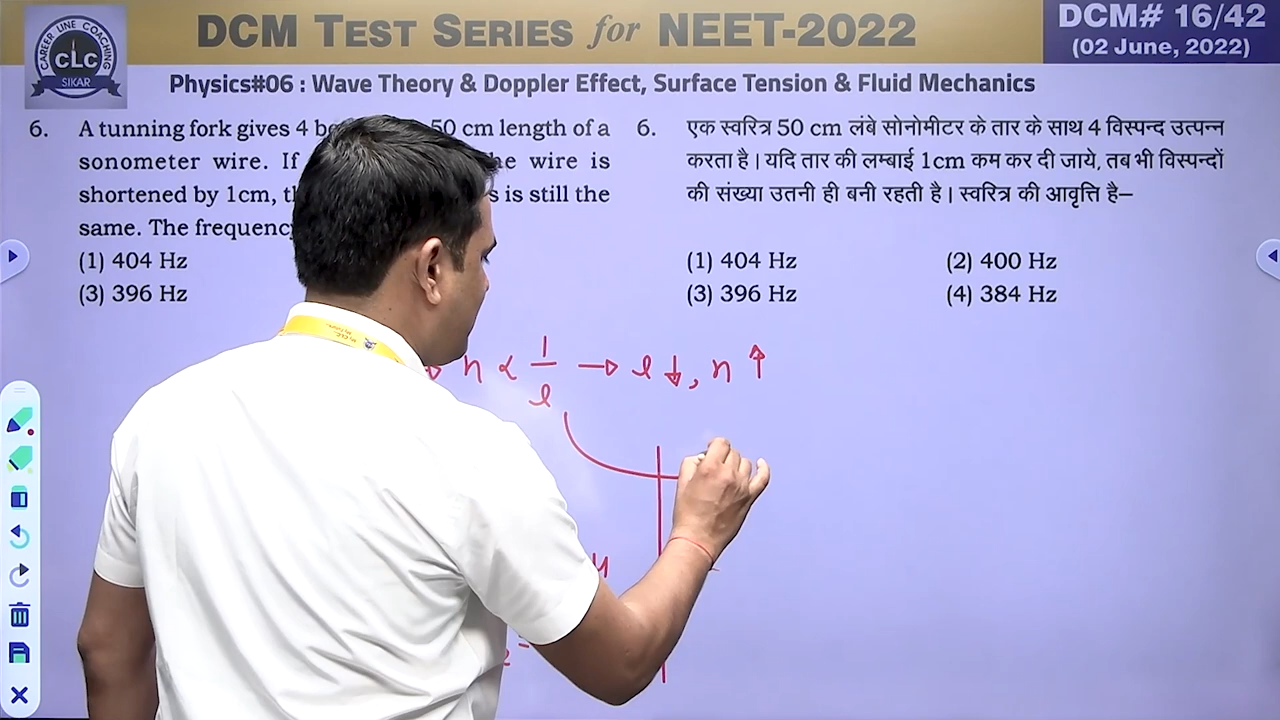 DCM TEST SERIES for NEET-2022
DCM# 16/42
(02 June, 2022)
CAREER LINE COACHING
CLC
SIKAR
Physics#06 : Wave Theory & Doppler Effect, Surface Tension & Fluid Mechanics
6. A tunning fork gives 4 50 cm length of a
sonometer wire. If wire is
shortened by 1cm, is still the
same. The
(1) 404 Hz
(3) 396 Hz
6. एक स्वरित्र 50 cm लंबे सोनोमीटर के तार के साथ 4 विस्पन्द उत्पन्न
करता है। यदि तार की लम्बाई 1cm कम कर दी जाये, तब भी विस्पन्दों
की संख्या उतनी ही बनी रहती है। स्वरित्र की आवृत्ति है–
(1) 404 Hz (2) 400 Hz
(3) 396 Hz (4) 384 Hz
n ∝ 1/l → l ↓, n ↑